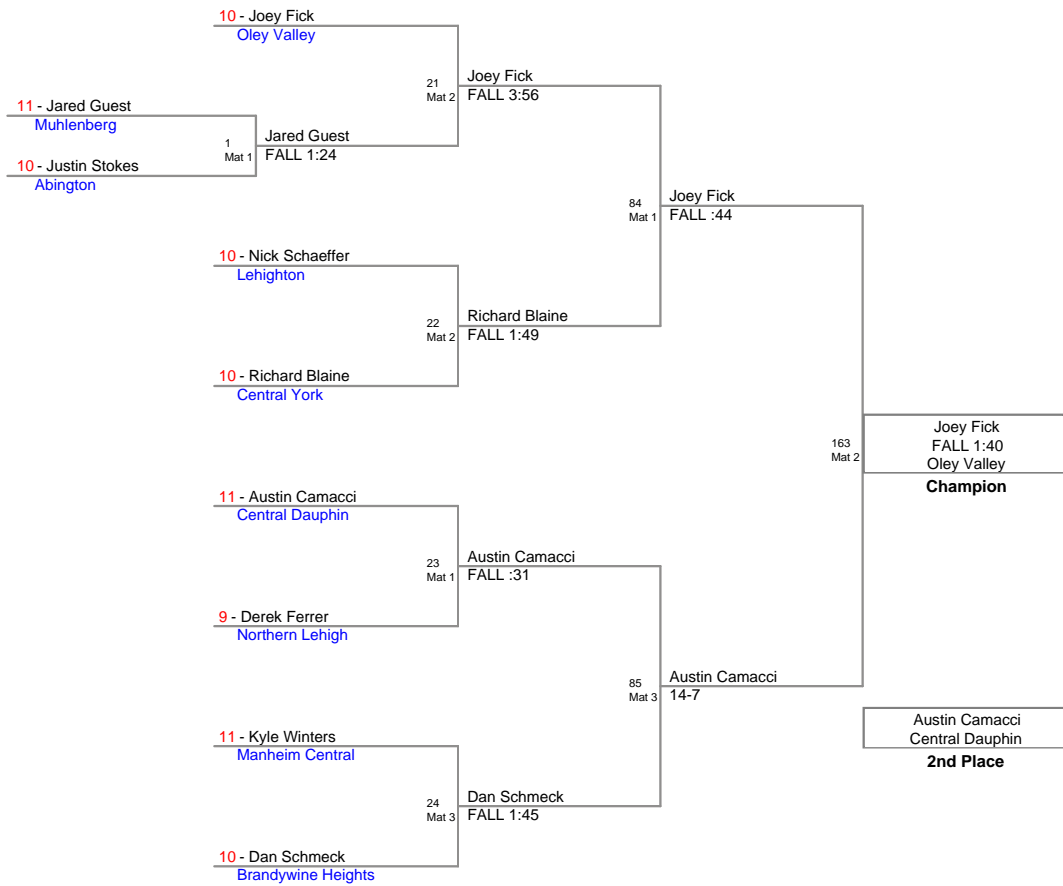 10 - Joey Fick
Oley Valley
11 - Jared Guest
Muhlenberg
10 - Justin Stokes
Abington
1
Mat 1
Jared Guest
FALL 1:24
21
Mat 2
Joey Fick
FALL 3:56
10 - Nick Schaeffer
Lehighton
10 - Richard Blaine
Central York
22
Mat 2
Richard Blaine
FALL 1:49
84
Mat 1
Joey Fick
FALL :44
11 - Austin Camacci
Central Dauphin
9 - Derek Ferrer
Northern Lehigh
23
Mat 1
Austin Camacci
FALL :31
11 - Kyle Winters
Manheim Central
10 - Dan Schmeck
Brandywine Heights
24
Mat 3
Dan Schmeck
FALL 1:45
85
Mat 3
Austin Camacci
14-7
163
Mat 2
Joey Fick
FALL 1:40
Oley Valley
Champion
Austin Camacci
Central Dauphin
2nd Place